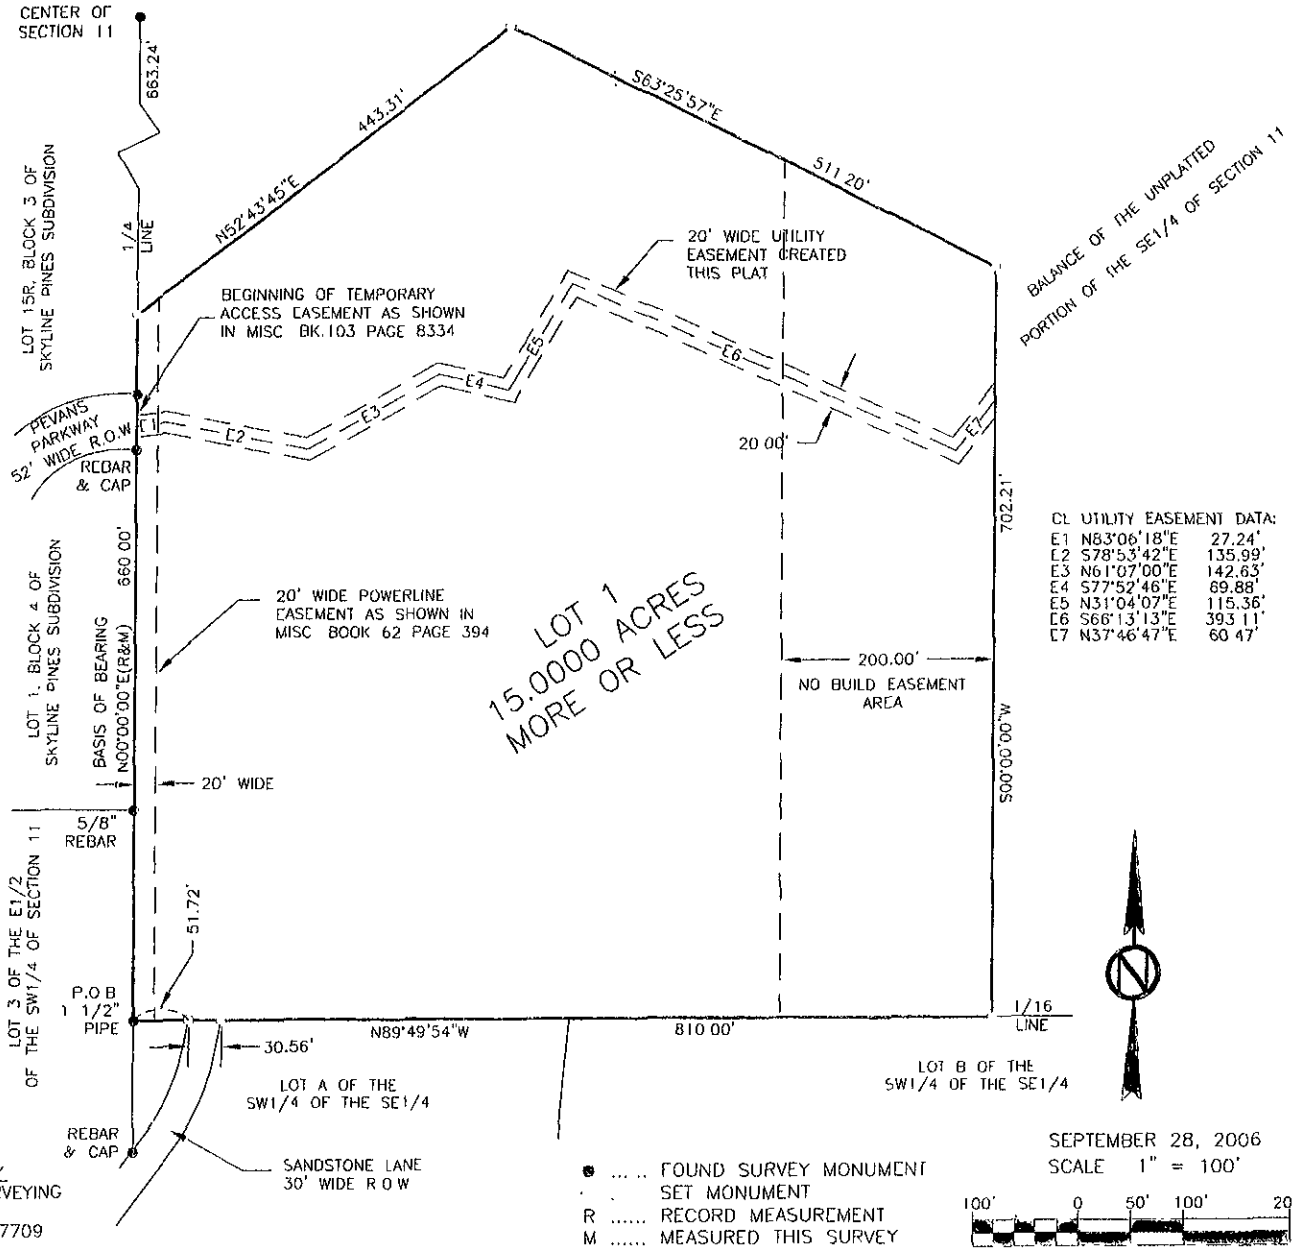 CENTER OF
SECTION 11
663.24'
443.31'
N52°43'45"E
S63°25'57"E
511 20'
1/4
LINE
LOT 15R, BLOCK 3 OF
SKYLINE PINES SUBDIVISION
BALANCE OF THE UNPLATTED
PORTION OF THE SE1/4 OF SECTION 11
20' WIDE UTILITY
EASEMENT CREATED
THIS PLAT
BEGINNING OF TEMPORARY
ACCESS EASEMENT AS SHOWN
IN MISC BK.103 PAGE 8334
PEVANS
PARKWAY
52' WIDE R.O.W
E1
E2
E3
E4
E5
E6
E7
20 00'
REBAR
& CAP
702.21'
S00°00'00"W
CL UTILITY EASEMENT DATA:
E1 N83°06'18"E 27.24'
E2 S78°53'42"E 135.99'
E3 N61°07'00"E 142.63'
E4 S77°52'46"E 69.88'
E5 N31°04'07"E 115.36'
E6 S66°13'13"E 393 11'
E7 N37°46'47"E 60 47'
LOT 1, BLOCK 4 OF
SKYLINE PINES SUBDIVISION
BASIS OF BEARING
N00°00'00"E(R&M)
660 00'
20' WIDE POWERLINE
EASEMENT AS SHOWN IN
MISC BOOK 62 PAGE 394
LOT 1
15.0000 ACRES
MORE OR LESS
200.00'
NO BUILD EASEMENT
AREA
20' WIDE
5/8"
REBAR
LOT 3 OF THE E1/2
OF THE SW1/4 OF SECTION 11
51.72'
P.O B
1 1/2"
PIPE
N89°49'54"W
810 00'
1/16
LINE
30.56'
LOT A OF THE
SW1/4 OF THE SE1/4
LOT B OF THE
SW1/4 OF THE SE1/4
N
REBAR
& CAP
SANDSTONE LANE
30' WIDE R O W
VEYING
7709
..... FOUND SURVEY MONUMENT
SET MONUMENT
R ...... RECORD MEASUREMENT
M ...... MEASURED THIS SURVEY
SEPTEMBER 28, 2006
SCALE 1" = 100'
100' 0 50' 100' 20